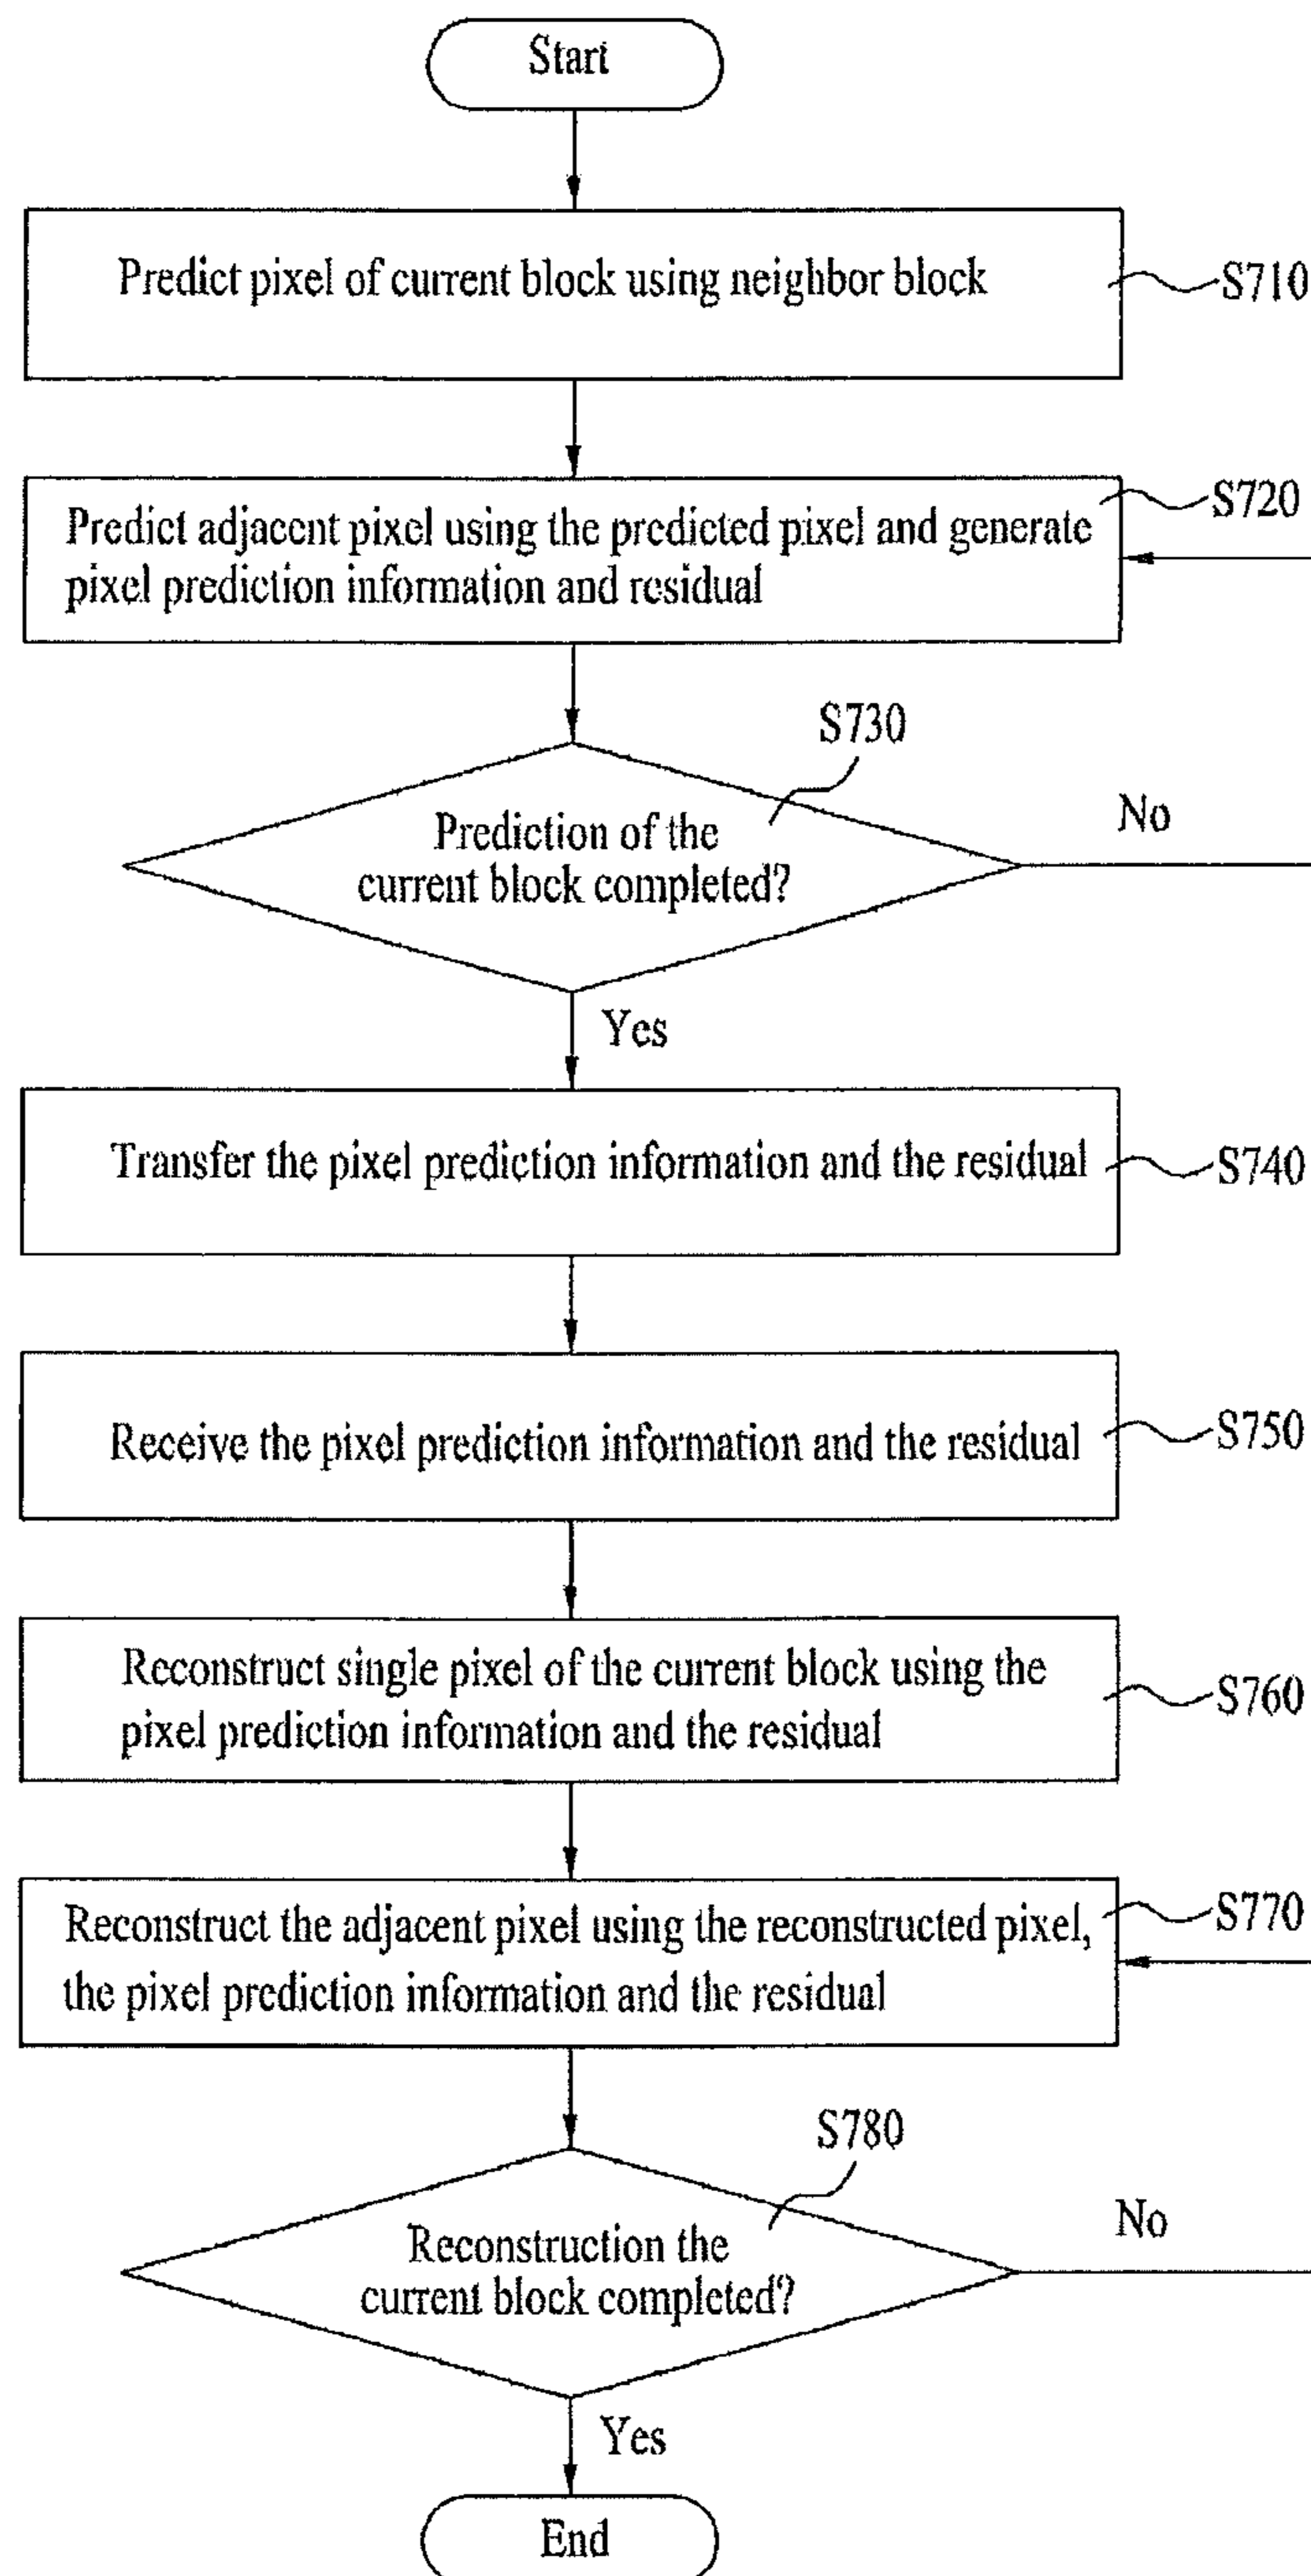 Start
Predict pixel of current block using neighbor block
S710
Predict adjacent pixel using the predicted pixel and generate
pixel prediction information and residual
S720
S730
Prediction of the
current block completed?
No
Yes
Transfer the pixel prediction information and the residual
S740
Receive the pixel prediction information and the residual
S750
Reconstruct single pixel of the current block using the
pixel prediction information and the residual
S760
Reconstruct the adjacent pixel using the reconstructed pixel,
the pixel prediction information and the residual
S770
S780
Reconstruction the
current block completed?
No
Yes
End